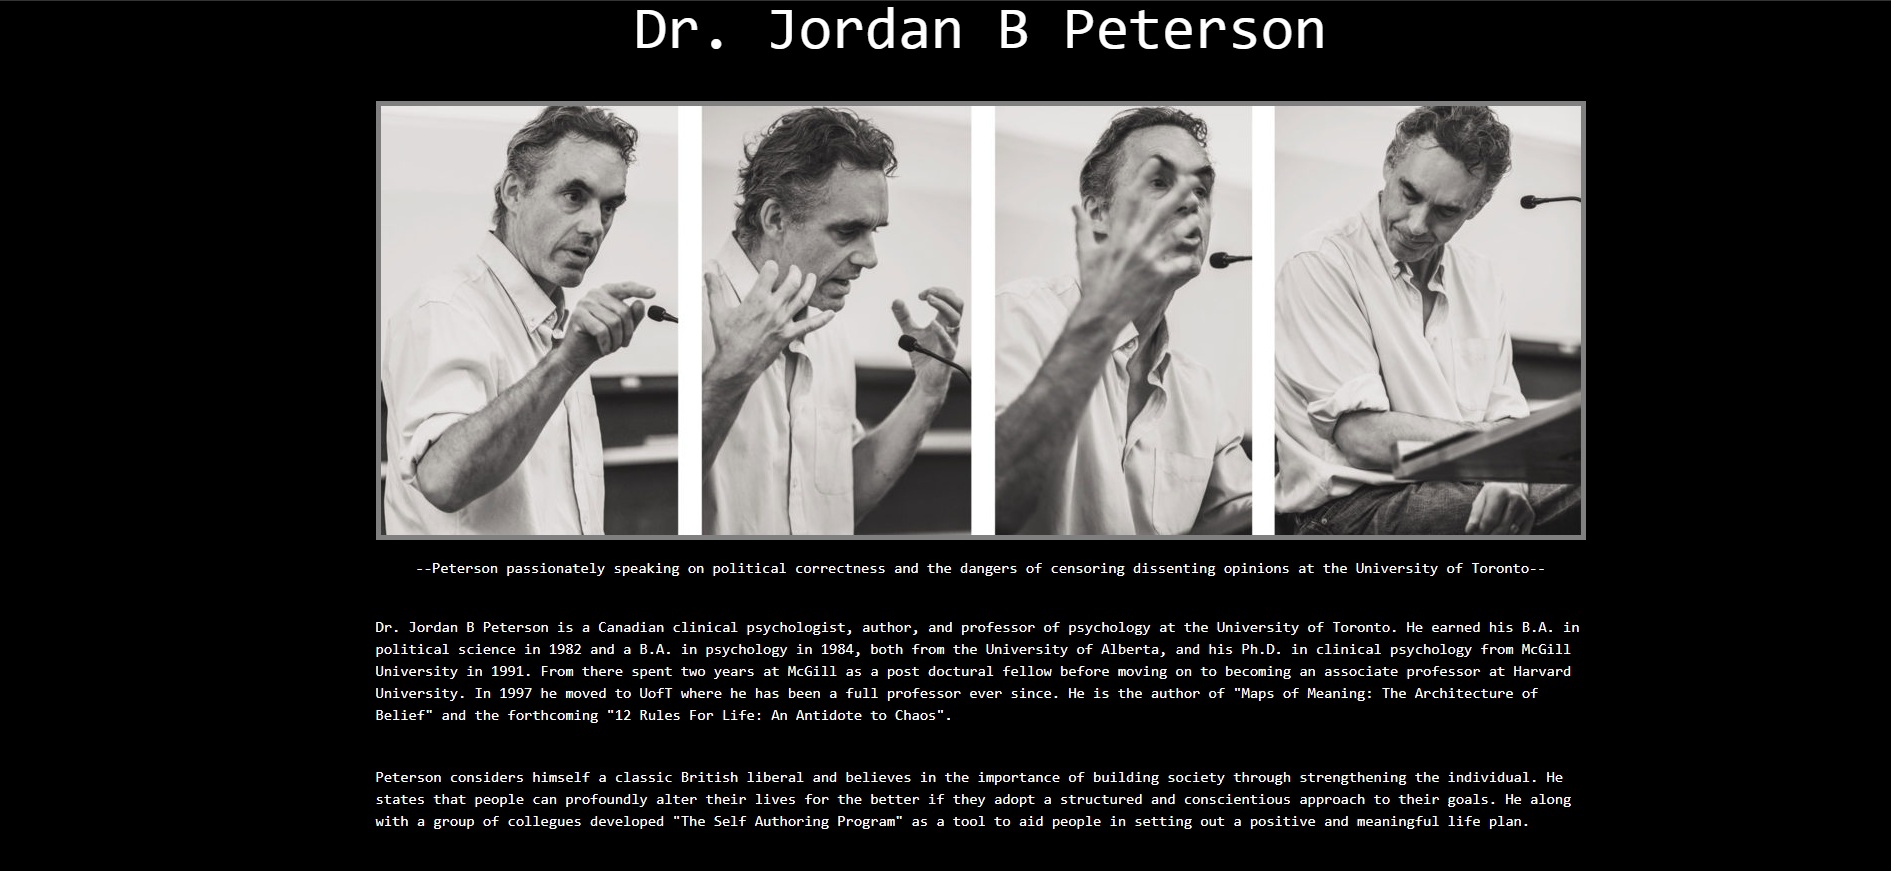 Dr. Jordan B Peterson
--Peterson passionately speaking on political correctness and the dangers of censoring dissenting opinions at the University of Toronto--
Dr. Jordan B Peterson is a Canadian clinical psychologist, author, and professor of psychology at the University of Toronto. He earned his B.A. in
political science in 1982 and a B.A. in psychology in 1984, both from the University of Alberta, and his Ph.D. in clinical psychology from McGill
University in 1991. From there spent two years at McGill as a post doctural fellow before moving on to becoming an associate professor at Harvard
University. In 1997 he moved to UofT where he has been a full professor ever since. He is the author of "Maps of Meaning: The Architecture of
Belief" and the forthcoming "12 Rules For Life: An Antidote to Chaos".
Peterson considers himself a classic British liberal and believes in the importance of building society through strengthening the individual. He
states that people can profoundly alter their lives for the better if they adopt a structured and conscientious approach to their goals. He along
with a group of collegues developed "The Self Authoring Program" as a tool to aid people in setting out a positive and meaningful life plan.